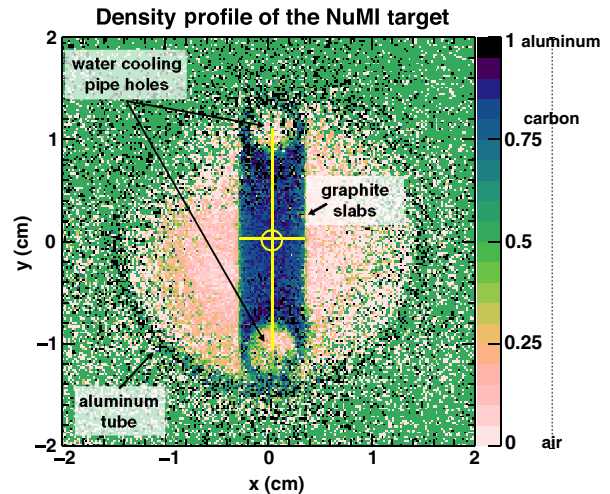 Density profile of the NuMI target
2
1
0
−1
−2
y (cm)
−2
−1
0
1
2
x (cm)
water cooling
pipe holes
graphite
slabs
aluminum
tube
1 aluminum
carbon
0.75
0.5
0.25
0 air